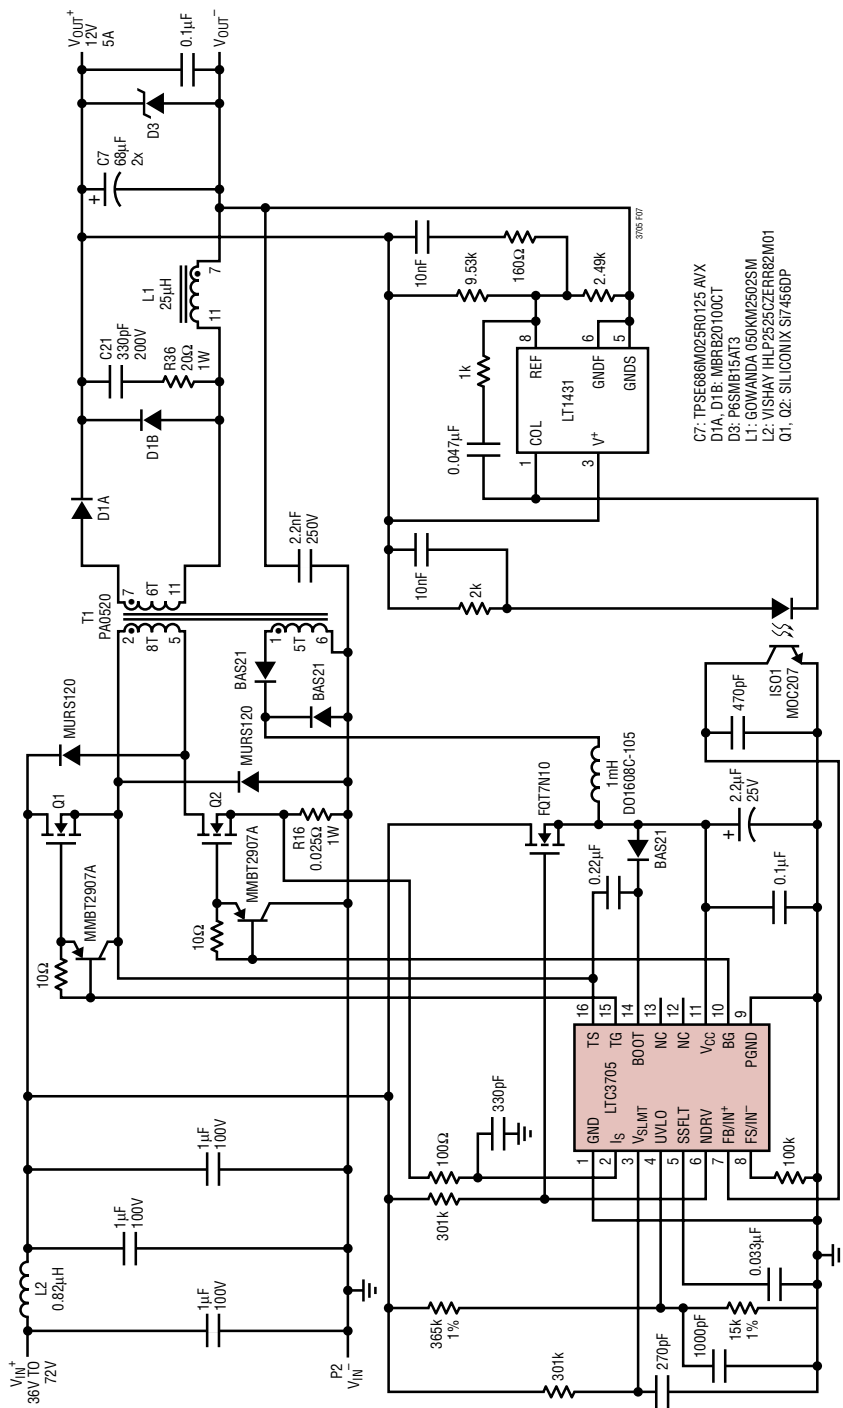 VIN+
36V TO
72V
L2
0.82µH
1µF
100V
1µF
100V
1µF
100V
P2
VIN−
10Ω
MMBT2907A
Q1
MURS120
10Ω
MMBT2907A
Q2
R16
0.025Ω
1W
MURS120
BAS21
BAS21
T1
PA0520
2
8T
5
7
6T
11
1
5T
6
2.2nF
250V
D1A
D1B
C21
330pF
200V
R36
20Ω
1W
L1
25µH
11
7
C7
68µF
2x
+
D3
0.1µF
VOUT+
12V
5A
VOUT−
301k
270pF
365k
1%
1000pF
15k
1%
0.033µF
301k
100Ω
330pF
100k
LTC3705
1
GND
2
IS
3
VSLMT
4
UVLO
5
SSFLT
6
NDRV
7
FB/IN+
8
FS/IN−
TS
16
TG
15
BOOT
14
NC
13
NC
12
VCC
11
BG
10
PGND
9
0.22µF
BAS21
FQT7N10
1mH
DO1608C-105
0.1µF
+
2.2µF
25V
470pF
ISO1
MOC207
2k
10nF
0.047µF
1k
LT1431
1
COL
3
V+
REF
8
GNDF
6
GNDS
5
9.53k
10nF
160Ω
2.49k
3705 F07
C7: TPSE686M025R0125 AVX
D1A, D1B: MBRB20100CT
D3: P6SMB15AT3
L1: GOWANDA 050KM2502SM
L2: VISHAY IHLP2525CZERR82M01
Q1, Q2: SILICONIX Si7456DP